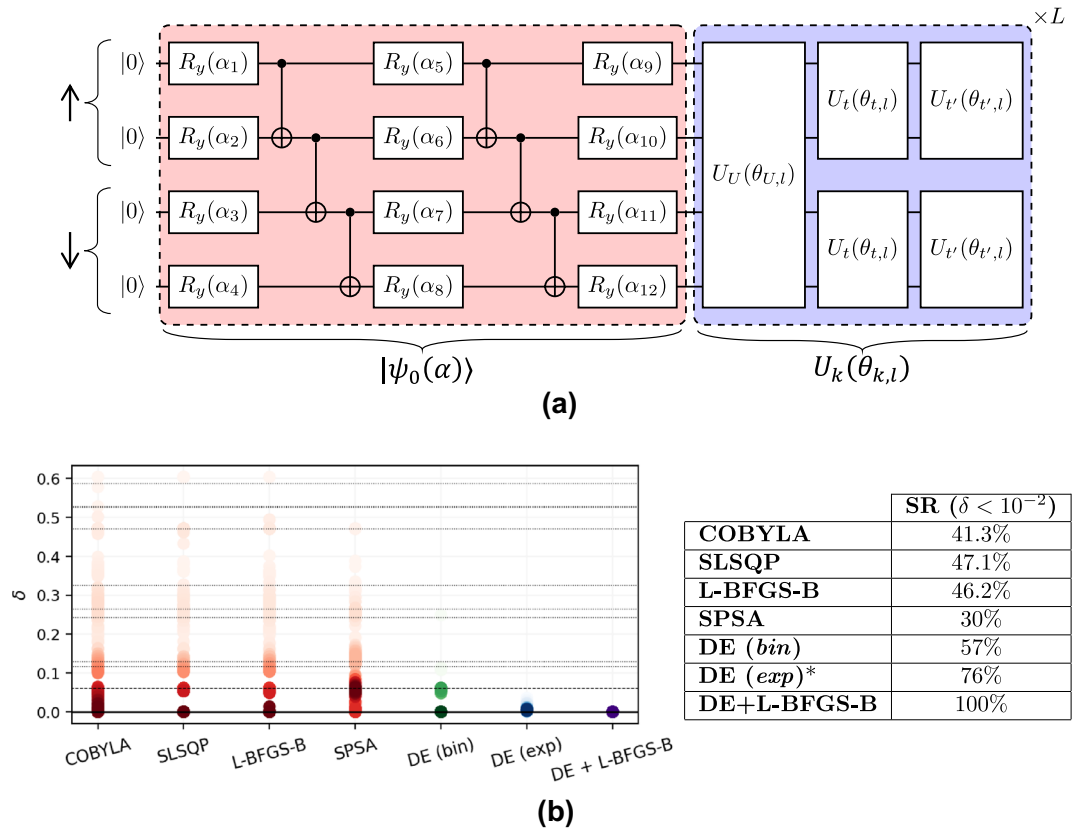 ×L
|0⟩ R_y(α_1) R_y(α_5) R_y(α_9)
↑ U_t(θ_{t,l}) U_{t'}(θ_{t',l})
|0⟩ R_y(α_2) R_y(α_6) R_y(α_10)
U_U(θ_{U,l})
|0⟩ R_y(α_3) R_y(α_7) R_y(α_11)
↓ U_t(θ_{t,l}) U_{t'}(θ_{t',l})
|0⟩ R_y(α_4) R_y(α_8) R_y(α_12)
|ψ_0(α)⟩ U_k(θ_{k,l})
(a)
δ
0.6
0.5
0.4
0.3
0.2
0.1
0.0
COBYLA SLSQP L-BFGS-B SPSA DE (bin) DE (exp) DE + L-BFGS-B
SR (δ < 10^{-2})
COBYLA 41.3%
SLSQP 47.1%
L-BFGS-B 46.2%
SPSA 30%
DE (bin) 57%
DE (exp)* 76%
DE+L-BFGS-B 100%
(b)